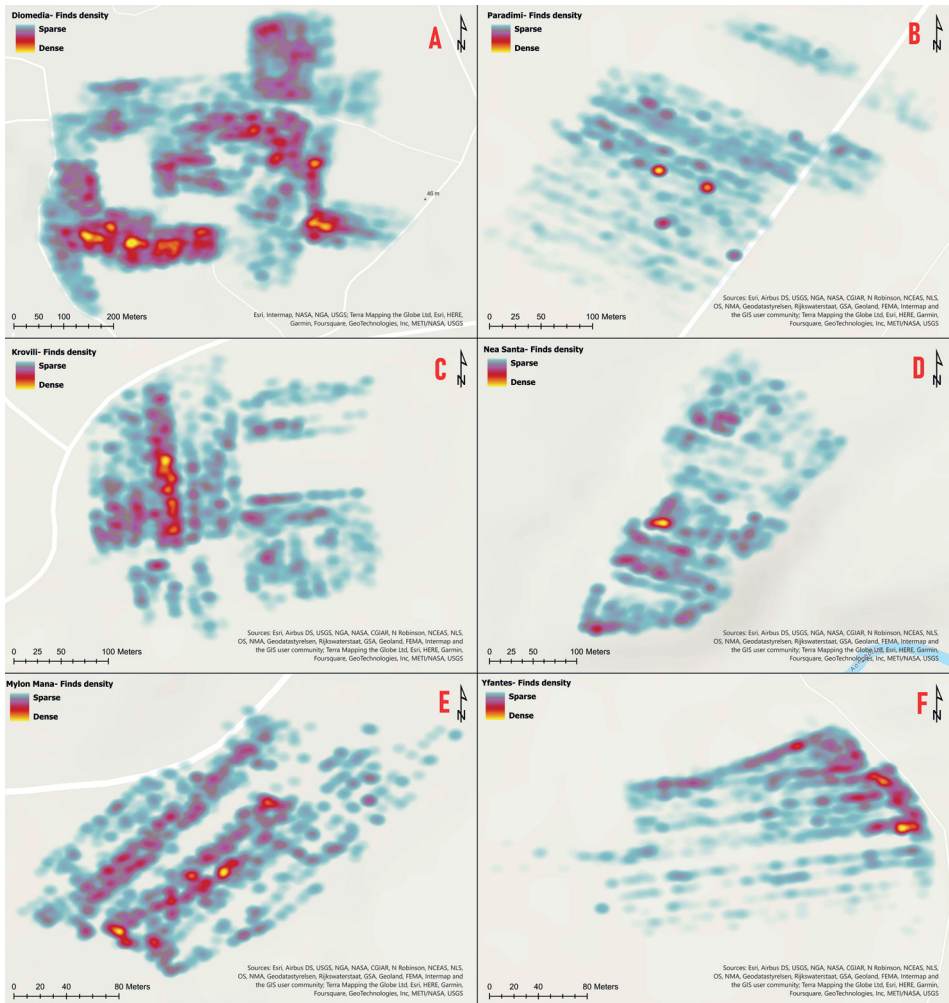 Diomedia- Finds density
Sparse
Dense
A
N
46 m
0 50 100 200 Meters
Esri, Intermap, NASA, NGA, USGS; Terra Mapping the Globe Ltd, Esri, HERE,
Garmin, Foursquare, GeoTechnologies, Inc, METI/NASA, USGS
Paradimi- Finds density
Sparse
Dense
B
N
0 25 50 100 Meters
Sources: Esri, Airbus DS, USGS, NGA, NASA, CGIAR, N Robinson, NCEAS, NLS,
OS, NMA, Geodatastyrelsen, Rijkswaterstaat, GSA, Geoland, FEMA, Intermap and
the GIS user community; Terra Mapping the Globe Ltd, Esri, HERE, Garmin,
Foursquare, GeoTechnologies, Inc, METI/NASA, USGS
Krovili- Finds density
Sparse
Dense
C
N
0 25 50 100 Meters
Sources: Esri, Airbus DS, USGS, NGA, NASA, CGIAR, N Robinson, NCEAS, NLS,
OS, NMA, Geodatastyrelsen, Rijkswaterstaat, GSA, Geoland, FEMA, Intermap and
the GIS user community; Terra Mapping the Globe Ltd, Esri, HERE, Garmin,
Foursquare, GeoTechnologies, Inc, METI/NASA, USGS
Nea Santa- Finds density
Sparse
Dense
D
N
0 25 50 100 Meters
Sources: Esri, Airbus DS, USGS, NGA, NASA, CGIAR, N Robinson, NCEAS, NLS,
OS, NMA, Geodatastyrelsen, Rijkswaterstaat, GSA, Geoland, FEMA, Intermap and
the GIS user community; Terra Mapping the Globe Ltd, Esri, HERE, Garmin,
Foursquare, GeoTechnologies, Inc, METI/NASA, USGS
Mylon Mana- Finds density
Sparse
Dense
E
N
0 20 40 80 Meters
Sources: Esri, Airbus DS, USGS, NGA, NASA, CGIAR, N Robinson, NCEAS, NLS,
OS, NMA, Geodatastyrelsen, Rijkswaterstaat, GSA, Geoland, FEMA, Intermap and
the GIS user community; Terra Mapping the Globe Ltd, Esri, HERE, Garmin,
Foursquare, GeoTechnologies, Inc, METI/NASA, USGS
Yfantes- Finds density
Sparse
Dense
F
N
0 20 40 80 Meters
Sources: Esri, Airbus DS, USGS, NGA, NASA, CGIAR, N Robinson, NCEAS, NLS,
OS, NMA, Geodatastyrelsen, Rijkswaterstaat, GSA, Geoland, FEMA, Intermap and
the GIS user community; Terra Mapping the Globe Ltd, Esri, HERE, Garmin,
Foursquare, GeoTechnologies, Inc, METI/NASA, USGS